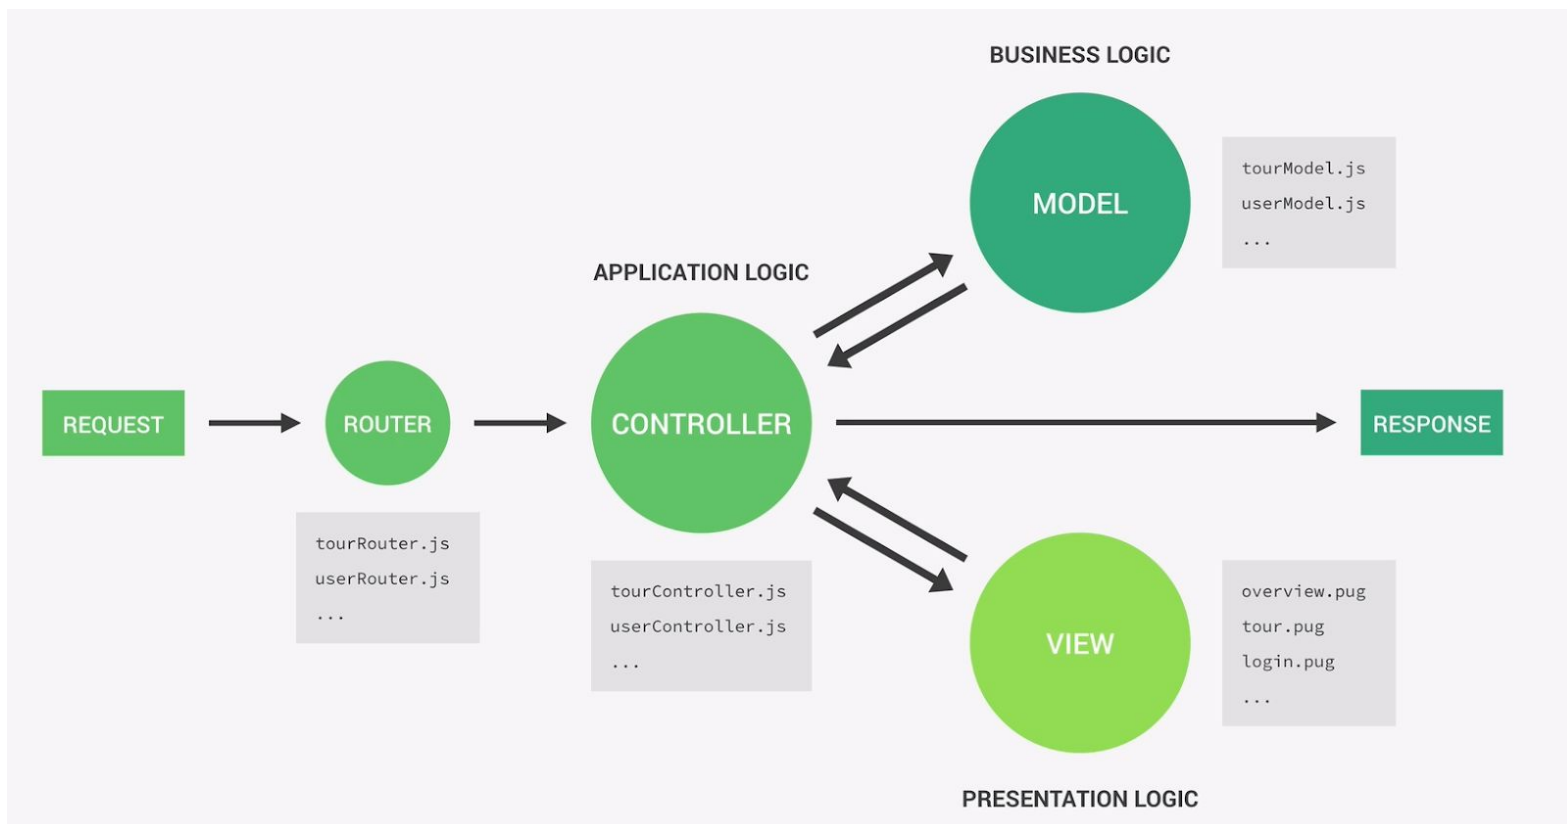 BUSINESS LOGIC
MODEL
tourModel.js
userModel.js
...
APPLICATION LOGIC
REQUEST
ROUTER
CONTROLLER
RESPONSE
tourRouter.js
userRouter.js
...
tourController.js
userController.js
...
VIEW
overview.pug
tour.pug
login.pug
...
PRESENTATION LOGIC